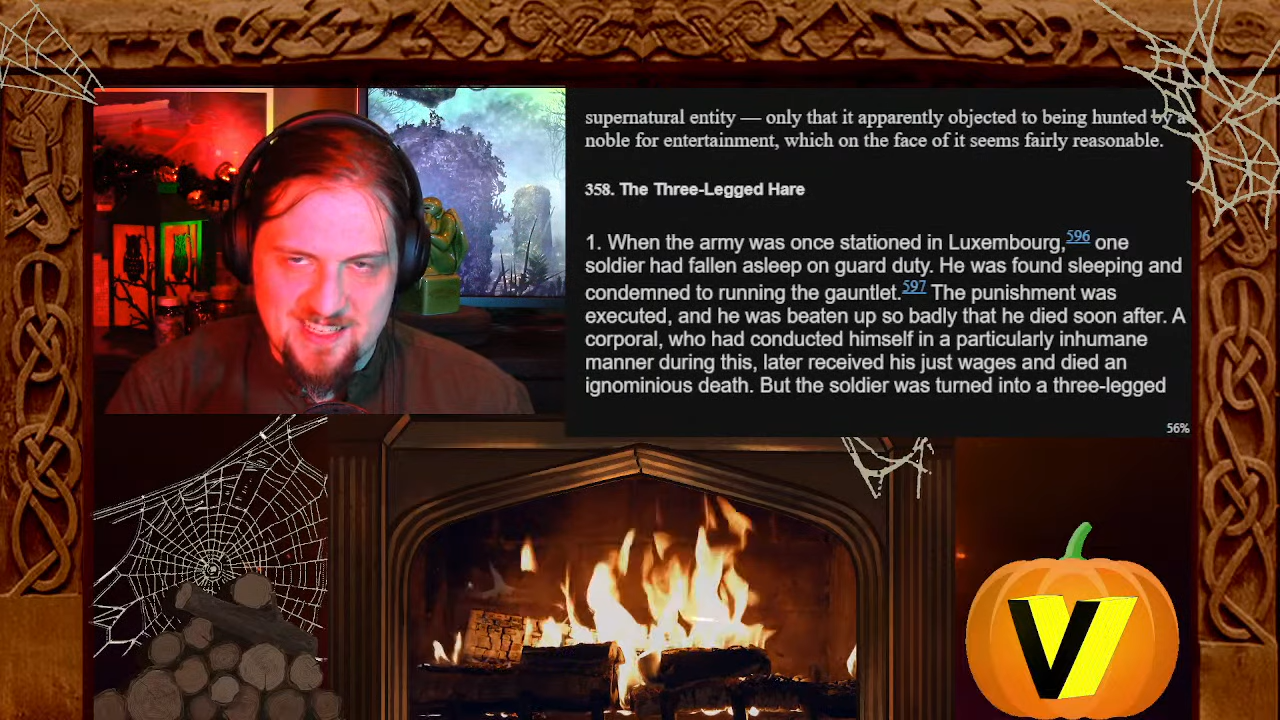 supernatural entity — only that it apparently objected to being hunted by a
noble for entertainment, which on the face of it seems fairly reasonable.
358. The Three-Legged Hare
1. When the army was once stationed in Luxembourg,596 one
soldier had fallen asleep on guard duty. He was found sleeping and
condemned to running the gauntlet.597 The punishment was
executed, and he was beaten up so badly that he died soon after. A
corporal, who had conducted himself in a particularly inhumane
manner during this, later received his just wages and died an
ignominious death. But the soldier was turned into a three-legged
56%
V